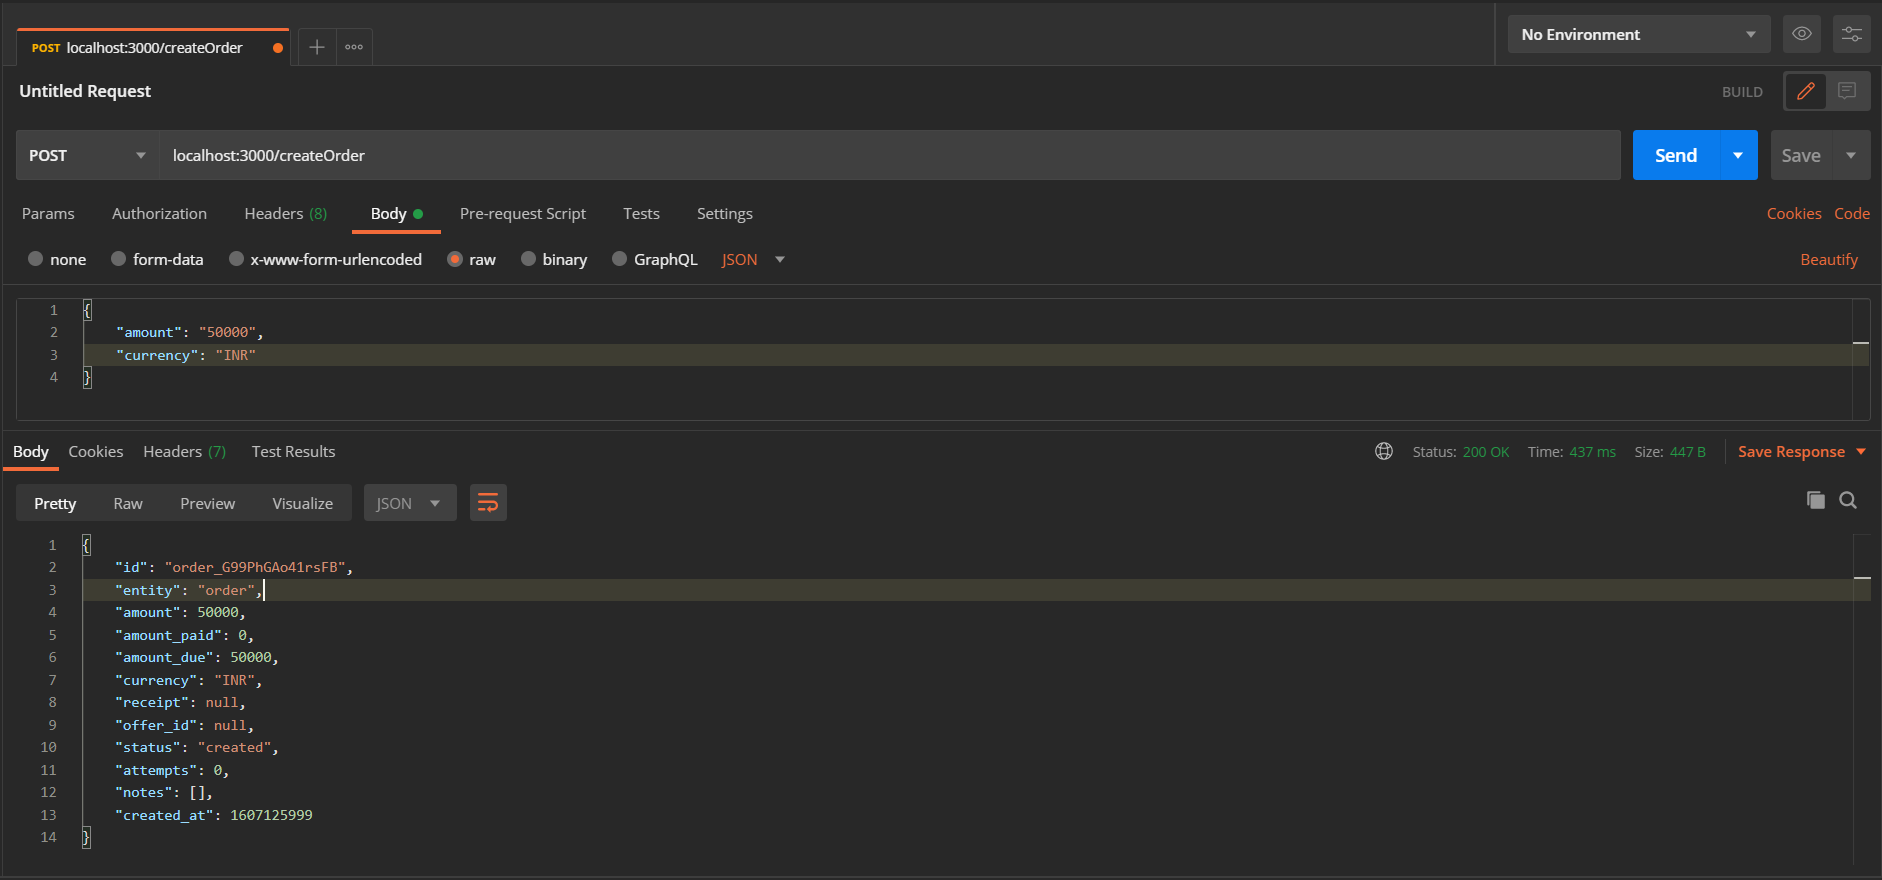 POST localhost:3000/createOrder
No Environment
Untitled Request
BUILD
POST localhost:3000/createOrder Send Save
Params Authorization Headers (8) Body Pre-request Script Tests Settings Cookies Code
none form-data x-www-form-urlencoded raw binary GraphQL JSON Beautify
1 {
2 "amount": "50000",
3 "currency": "INR"
4 }
Body Cookies Headers (7) Test Results Status: 200 OK Time: 437 ms Size: 447 B Save Response
Pretty Raw Preview Visualize JSON
1 {
2 "id": "order_G99PhGAo41rsFB",
3 "entity": "order",
4 "amount": 50000,
5 "amount_paid": 0,
6 "amount_due": 50000,
7 "currency": "INR",
8 "receipt": null,
9 "offer_id": null,
10 "status": "created",
11 "attempts": 0,
12 "notes": [],
13 "created_at": 1607125999
14 }